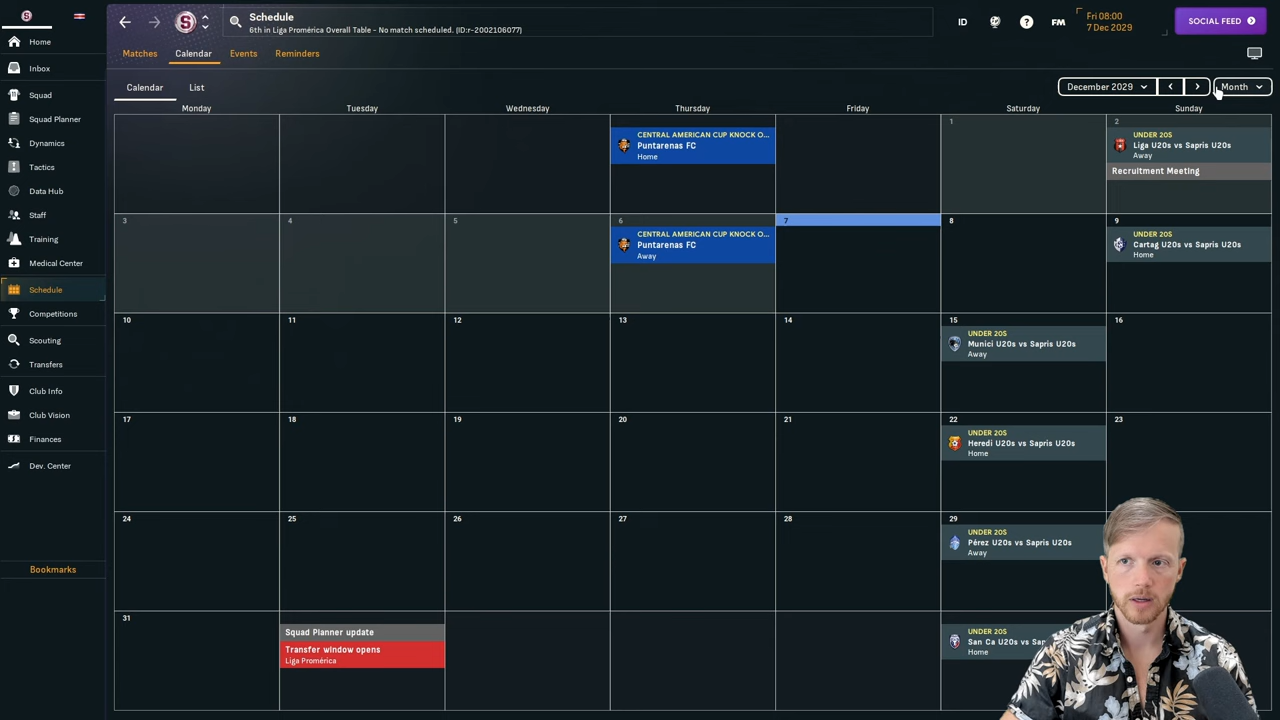 Schedule
6th in Liga Promérica Overall Table - No match scheduled. (ID:r-2002106077)
ID
FM
Fri 08:00
7 Dec 2029
SOCIAL FEED
Home
Inbox
Squad
Squad Planner
Dynamics
Tactics
Data Hub
Staff
Training
Medical Center
Schedule
Competitions
Scouting
Transfers
Club Info
Club Vision
Finances
Dev. Center
Bookmarks
Matches
Calendar
Events
Reminders
Calendar
List
December 2029
Month
Monday
Tuesday
Wednesday
Thursday
Friday
Saturday
Sunday
CENTRAL AMERICAN CUP KNOCK O...
Puntarenas FC
Home
1
2
UNDER 20S
Liga U20s vs Sapris U20s
Away
Recruitment Meeting
3
4
5
6
CENTRAL AMERICAN CUP KNOCK O...
Puntarenas FC
Away
7
8
9
UNDER 20S
Cartag U20s vs Sapris U20s
Home
10
11
12
13
14
15
UNDER 20S
Munici U20s vs Sapris U20s
Away
16
17
18
19
20
21
22
UNDER 20S
Heredi U20s vs Sapris U20s
Home
23
24
25
26
27
28
29
UNDER 20S
Pérez U20s vs Sapris U20s
Away
31
Squad Planner update
Transfer window opens
Liga Promérica
UNDER 20S
San Ca U20s vs Sap
Home